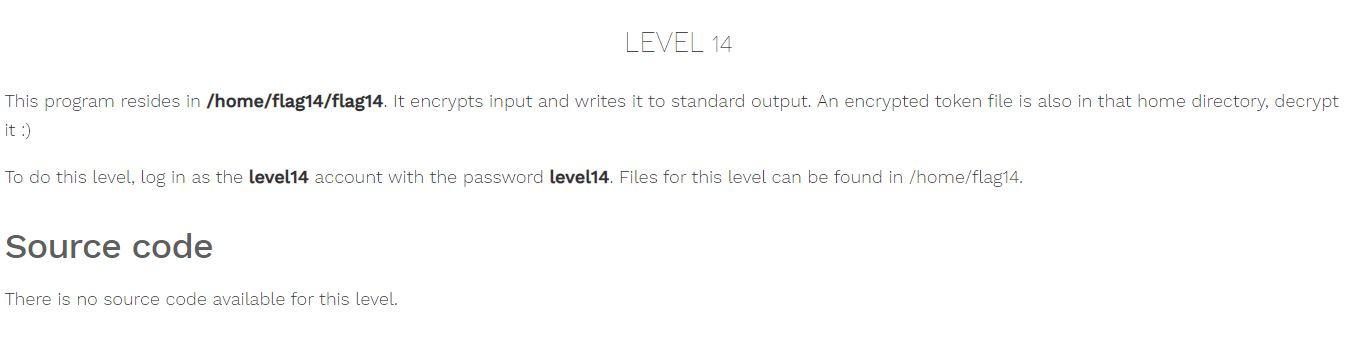 LEVEL 14
This program resides in /home/flag14/flag14. It encrypts input and writes it to standard output. An encrypted token file is also in that home directory, decrypt
it :)
To do this level, log in as the level14 account with the password level14. Files for this level can be found in /home/flag14.
Source code
There is no source code available for this level.